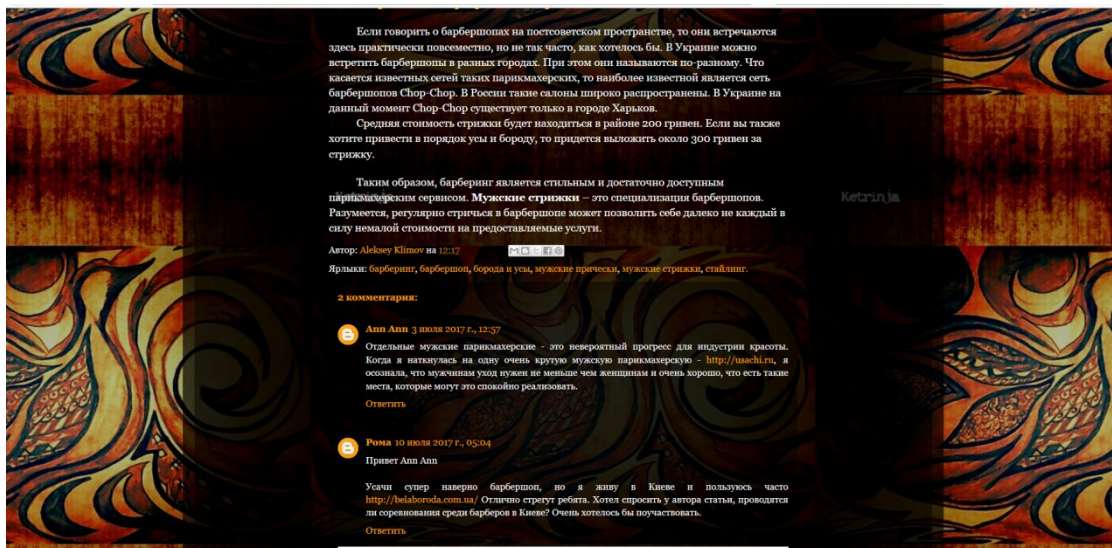 Если говорить о барбершопах на постсоветском пространстве, то они встречаются
здесь практически повсеместно, но не так часто, как хотелось бы. В Украине можно
встретить барбершопы в разных городах. При этом они называются по-разному. Что
касается известных сетей таких парикмахерских, то наиболее известной является сеть
барбершопов Chop-Chop. В России такие салоны широко распространены. В Украине на
данный момент Chop-Chop существует только в городе Харьков.
Средняя стоимость стрижки будет находиться в районе 200 гривен. Если вы также
хотите привести в порядок усы и бороду, то придется выложить около 300 гривен за
стрижку.
Таким образом, барберинг является стильным и достаточно доступным
парикмахерским сервисом. Мужские стрижки – это специализация барбершопов.
Ketrinja
Ketrinja
Разумеется, регулярно стричься в барбершопе может позволить себе далеко не каждый в
силу немалой стоимости на предоставляемые услуги.
Автор: Aleksey Klimov на 12:17
Ярлыки: барберинг, барбершоп, борода и усы, мужские прически, мужские стрижки, стайлинг.
2 комментария:
Ann Ann 3 июля 2017 г., 12:57
Отдельные мужские парикмахерские - это невероятный прогресс для индустрии красоты.
Когда я наткнулась на одну очень крутую мужскую парикмахерскую - http://usachi.ru, я
осознала, что мужчинам уход нужен не меньше чем женщинам и очень хорошо, что есть такие
места, которые могут это спокойно реализовать.
Ответить
Рома 10 июля 2017 г., 05:04
Привет Ann Ann
Усачи супер наверно барбершоп, но я живу в Киеве и пользуюсь часто
http://belaboroda.com.ua/ Отлично стрегут ребята. Хотел спросить у автора статьи, проводятся
ли соревнования среди барберов в Киеве? Очень хотелось бы поучаствовать.
Ответить